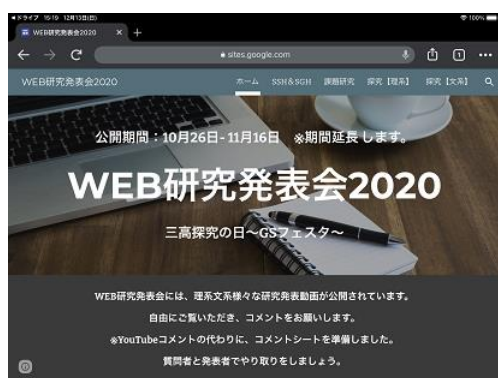 ドライブ 15:19 12月13日(日)
100%
WEB研究発表会2020
sites.google.com
WEB研究発表会2020 ホーム SSH&SGH 課題研究 探究【理系】 探究【文系】
公開期間：10月26日-11月16日 ※期間延長します。
WEB研究発表会2020
三高探究の日～GSフェスタ～
WEB研究発表会には、理系文系様々な研究発表動画が公開されています。
自由にご覧いただき、コメントをお願いします。
※YouTubeコメントの代わりに、コメントシートを準備しました。
質問者と発表者でやり取りをしましょう。